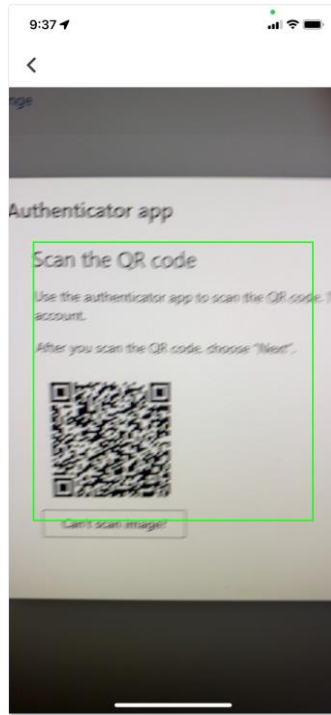 9:37
nge
Authenticator app
Scan the QR code
Use the authenticator app to scan the QR code.
account.
After you scan the QR code, choose "Next".
Can't scan image?